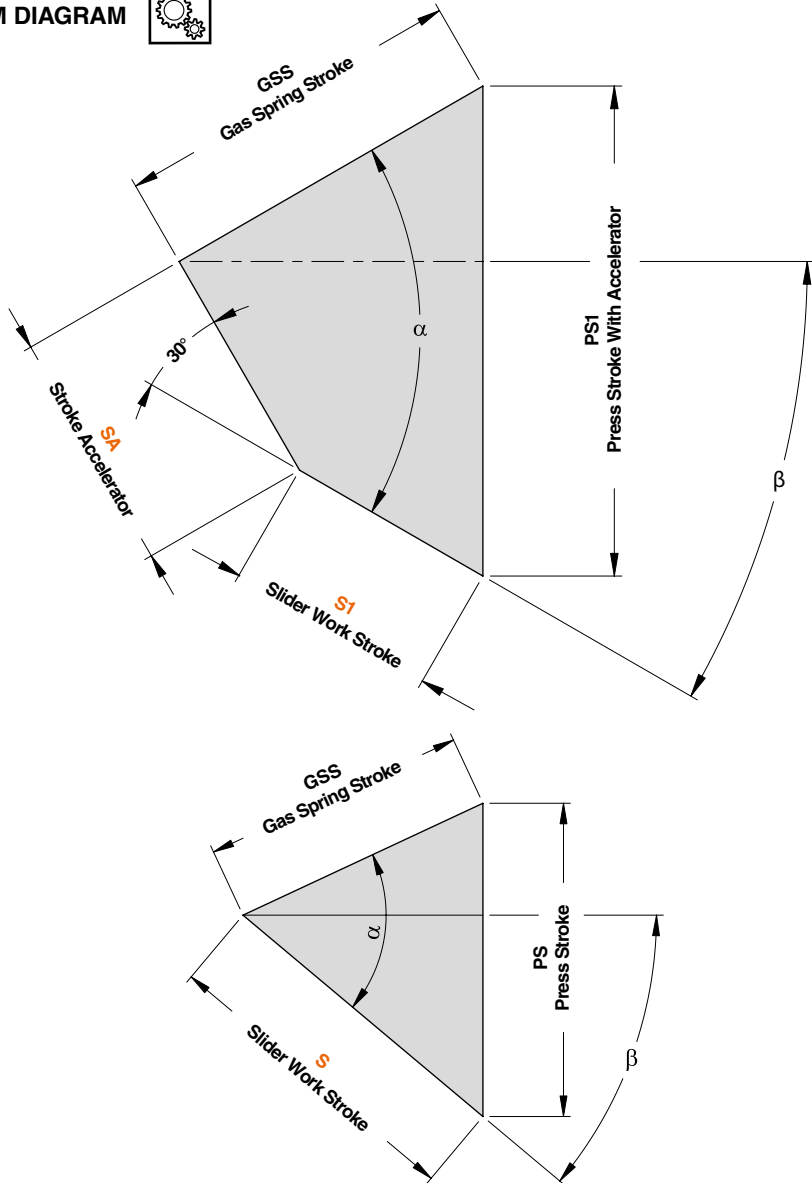 M DIAGRAM
GSS
Gas Spring Stroke
α
30°
SA
Stroke Accelerator
PS1
Press Stroke With Accelerator
β
S1
Slider Work Stroke
GSS
Gas Spring Stroke
α
PS
Press Stroke
β
S
Slider Work Stroke